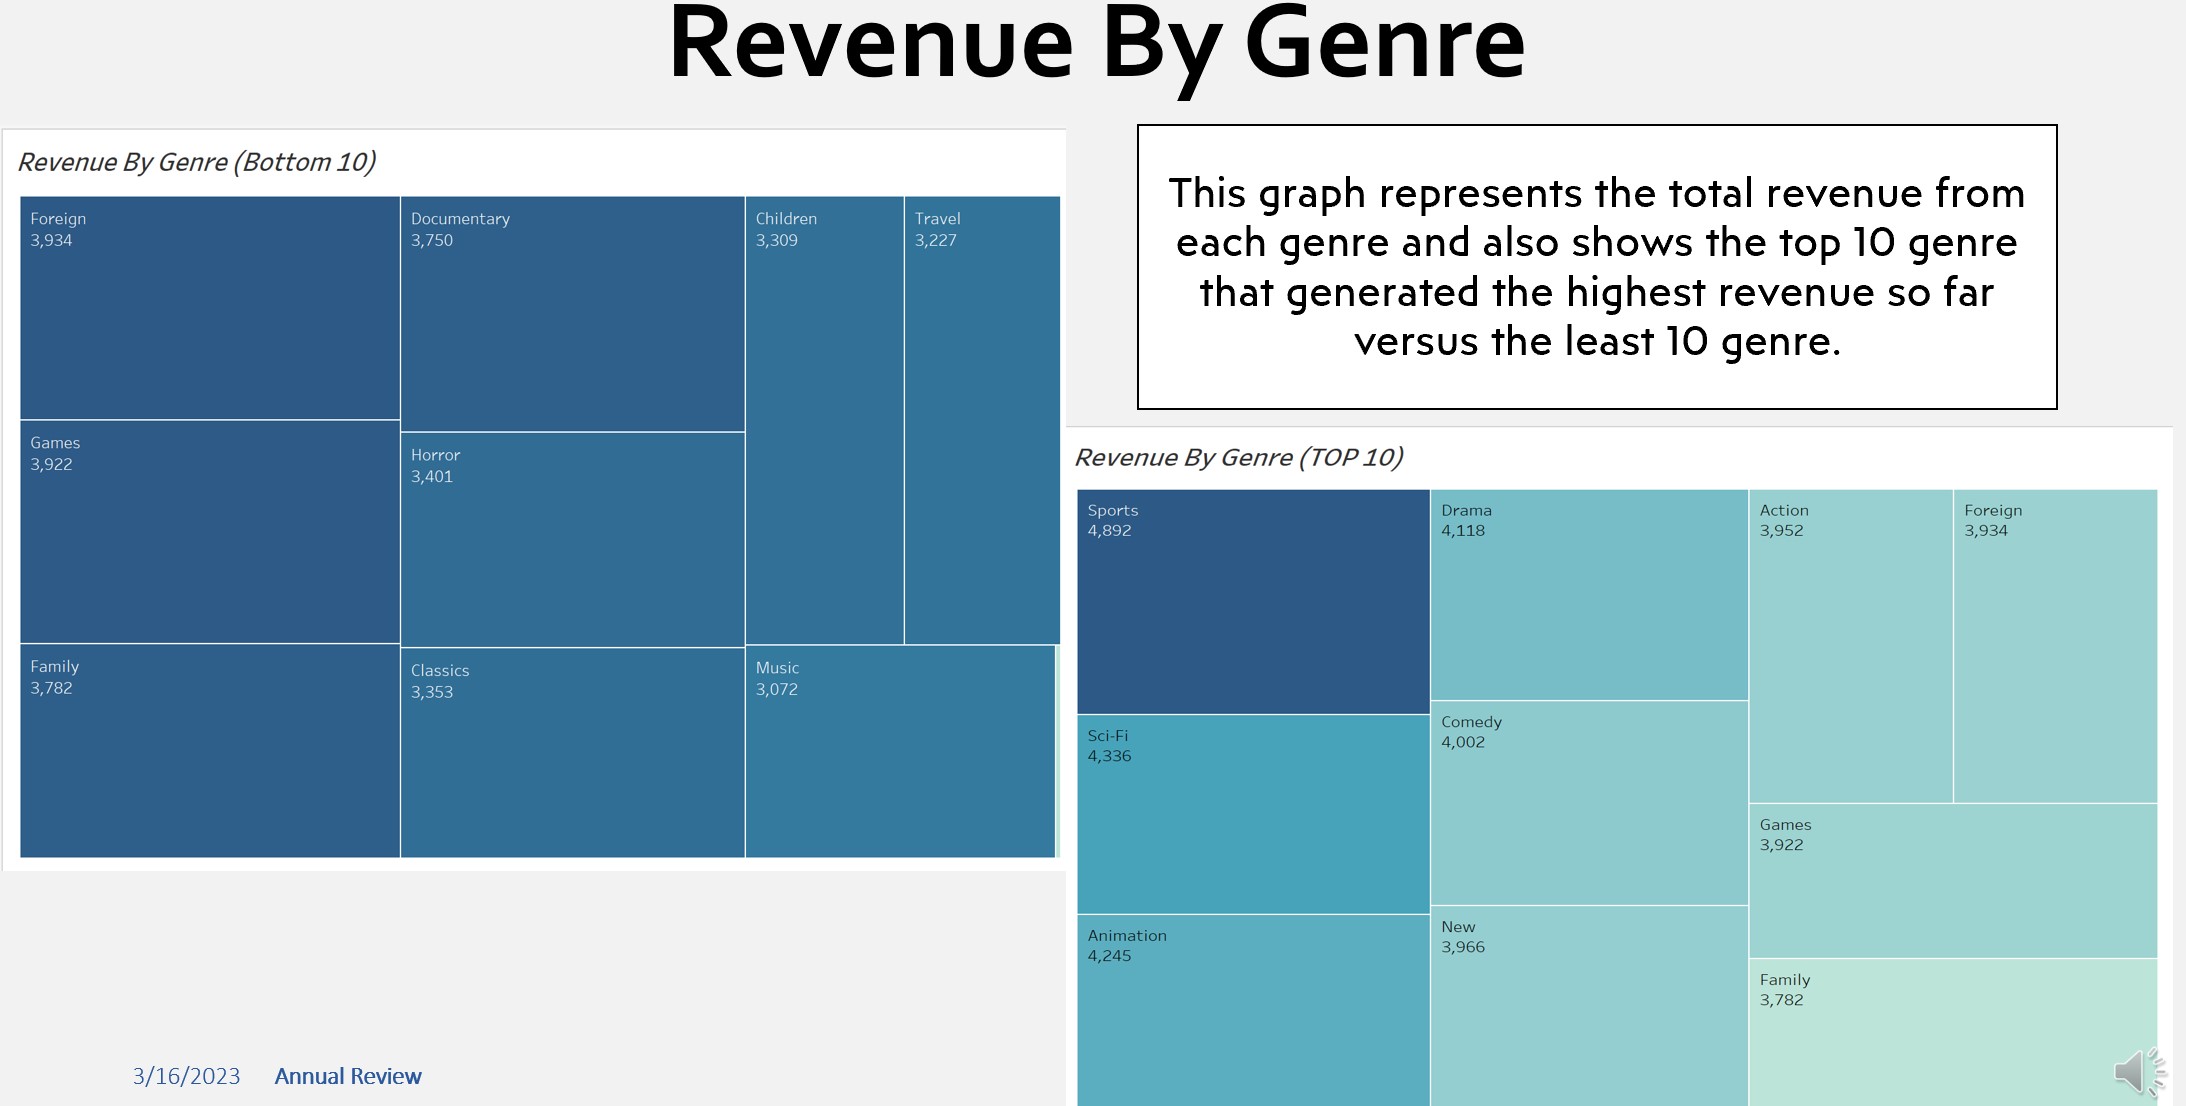 Revenue By Genre
Revenue By Genre (Bottom 10)
Foreign
3,934
Games
3,922
Family
3,782
Documentary
3,750
Horror
3,401
Classics
3,353
Children
3,309
Travel
3,227
Music
3,072
This graph represents the total revenue from
each genre and also shows the top 10 genre
that generated the highest revenue so far
versus the least 10 genre.
Revenue By Genre (TOP 10)
Sports
4,892
Sci-Fi
4,336
Animation
4,245
Drama
4,118
Comedy
4,002
New
3,966
Action
3,952
Foreign
3,934
Games
3,922
Family
3,782
3/16/2023 Annual Review